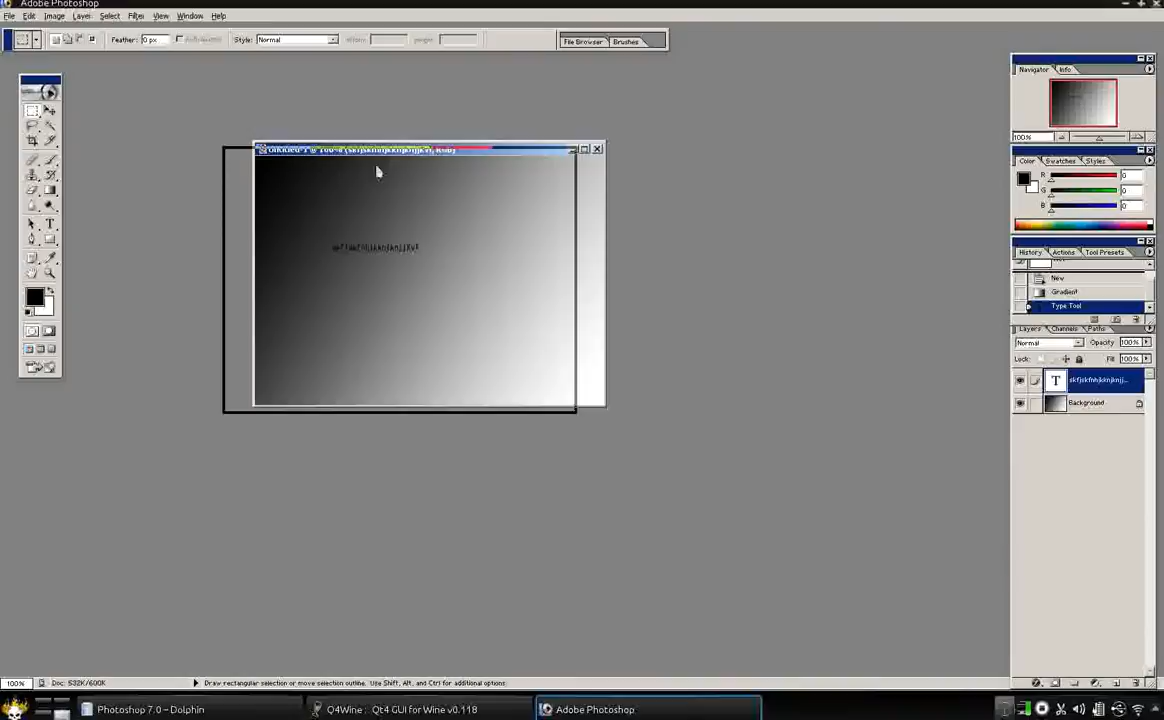 Adobe Photoshop
File Edit Image Layer Select Filter View Window Help
Feather: 0 px Style: Normal File Browser Brushes
Navigator Info
100%
Color Swatches Styles
R 0
G 0
B 0
History Actions Tool Presets
New
Gradient
Type Tool
Layers Channels Paths
Normal Opacity: 100%
Lock: Fill: 100%
T
Background
100% Doc: 532K/600K Draw rectangular selection or move selection outline. Use Shift, Alt, and Ctrl for additional options.
Photoshop 7.0 – Dolphin Q4Wine : Qt4 GUI for Wine v0.118 Adobe Photoshop